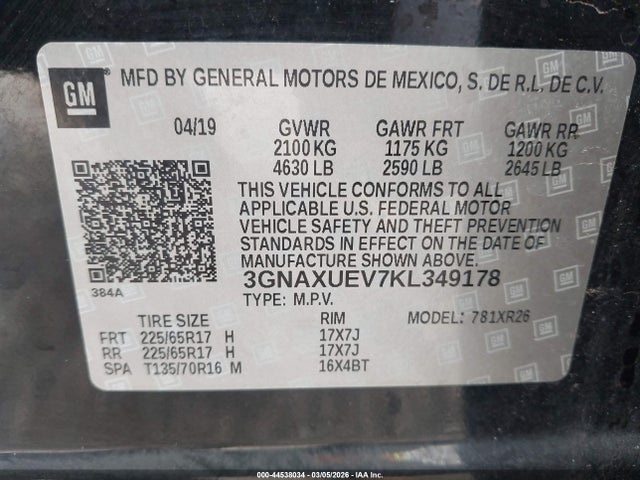 GM
MFD BY GENERAL MOTORS DE MEXICO, S. DE R.L. DE C.V.
04/19 GVWR GAWR FRT GAWR RR
2100 KG 1175 KG 1200 KG
4630 LB 2590 LB 2645 LB
THIS VEHICLE CONFORMS TO ALL
APPLICABLE U.S. FEDERAL MOTOR
VEHICLE SAFETY AND THEFT PREVENTION
STANDARDS IN EFFECT ON THE DATE OF
MANUFACTURE SHOWN ABOVE.
384A
3GNAXUEV7KL349178
TYPE: M.P.V.
TIRE SIZE RIM MODEL: 781XR26
FRT 225/65R17 H 17X7J
RR 225/65R17 H 17X7J
SPA T135/70R16 M 16X4BT
000-44538034 - 03/05/2026 - IAA Inc.